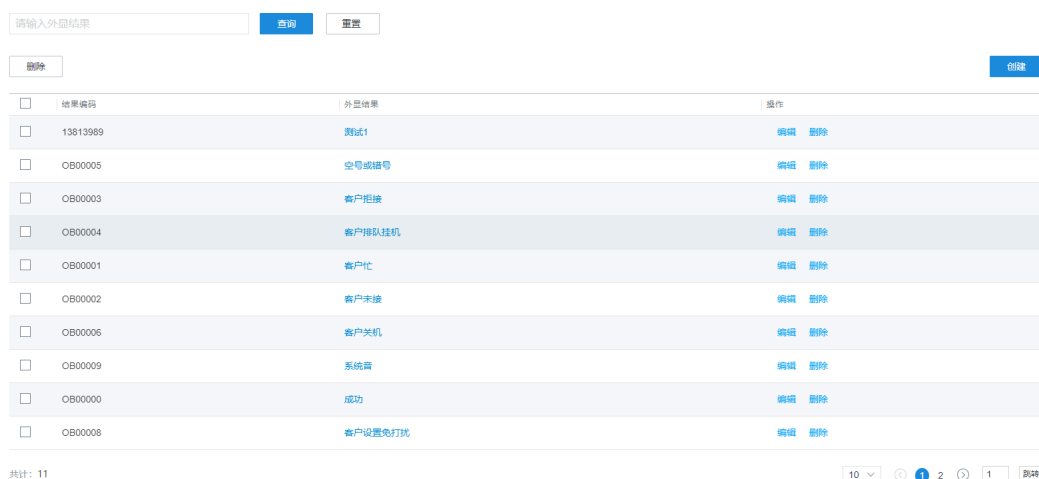 请输入外显结果 查询 重置
删除 创建
结果编码 外显结果 操作
13813989 测试1 编辑 删除
OB00005 空号或错号 编辑 删除
OB00003 客户拒接 编辑 删除
OB00004 客户排队挂机 编辑 删除
OB00001 客户忙 编辑 删除
OB00002 客户未接 编辑 删除
OB00006 客户关机 编辑 删除
OB00009 系统音 编辑 删除
OB00000 成功 编辑 删除
OB00008 客户设置免打扰 编辑 删除
共计: 11 10 1 2 1 跳转